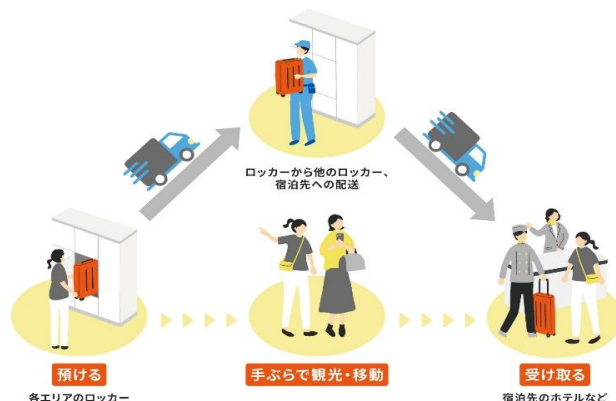 ロッカーから他のロッカー、
宿泊先への配送
預ける
各エリアのロッカー
手ぶらで観光・移動
受け取る
宿泊先のホテルなど